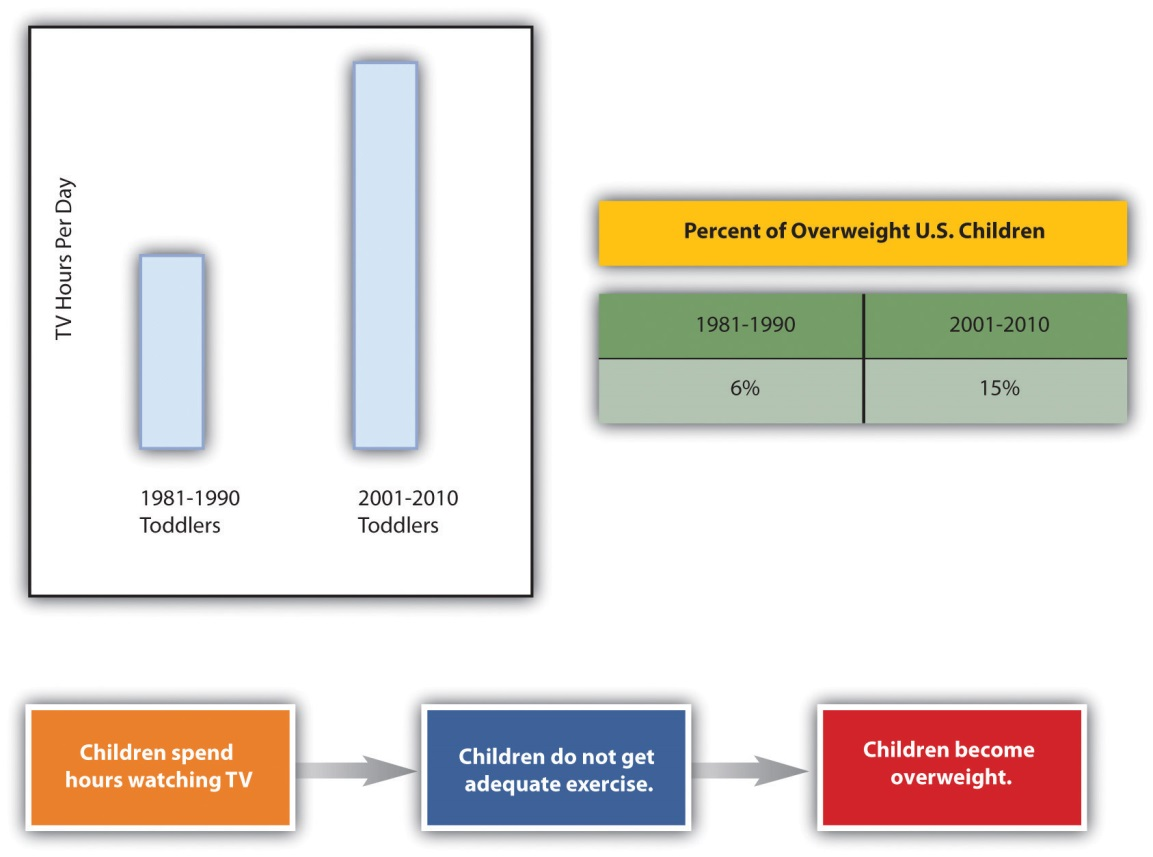 TV Hours Per Day
1981-1990
Toddlers
2001-2010
Toddlers
Percent of Overweight U.S. Children
1981-1990
2001-2010
6%
15%
Children spend
hours watching TV
Children do not get
adequate exercise.
Children become
overweight.